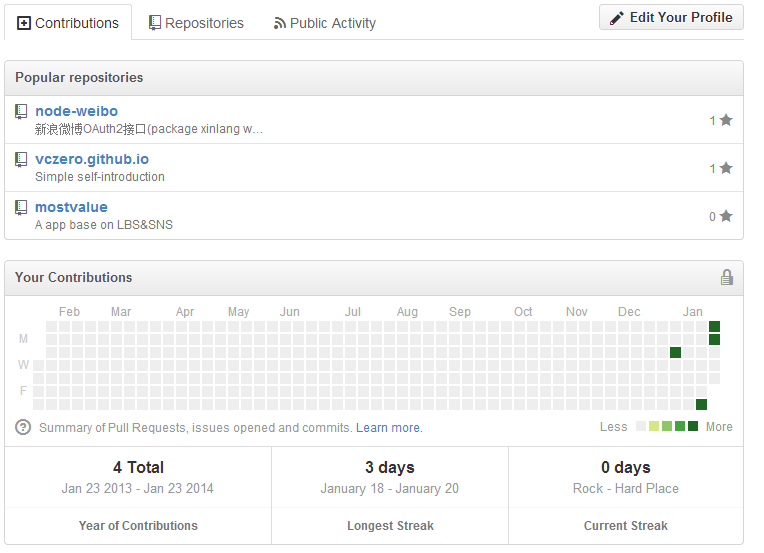 Contributions Repositories Public Activity Edit Your Profile
Popular repositories
node-weibo
新浪微博OAuth2接口(package xinlang w…
1
vczero.github.io
Simple self-introduction
1
mostvalue
A app base on LBS&SNS
0
Your Contributions
Feb Mar Apr May Jun Jul Aug Sep Oct Nov Dec Jan
M
W
F
? Summary of Pull Requests, issues opened and commits. Learn more. Less More
4 Total
Jan 23 2013 - Jan 23 2014
Year of Contributions
3 days
January 18 - January 20
Longest Streak
0 days
Rock - Hard Place
Current Streak